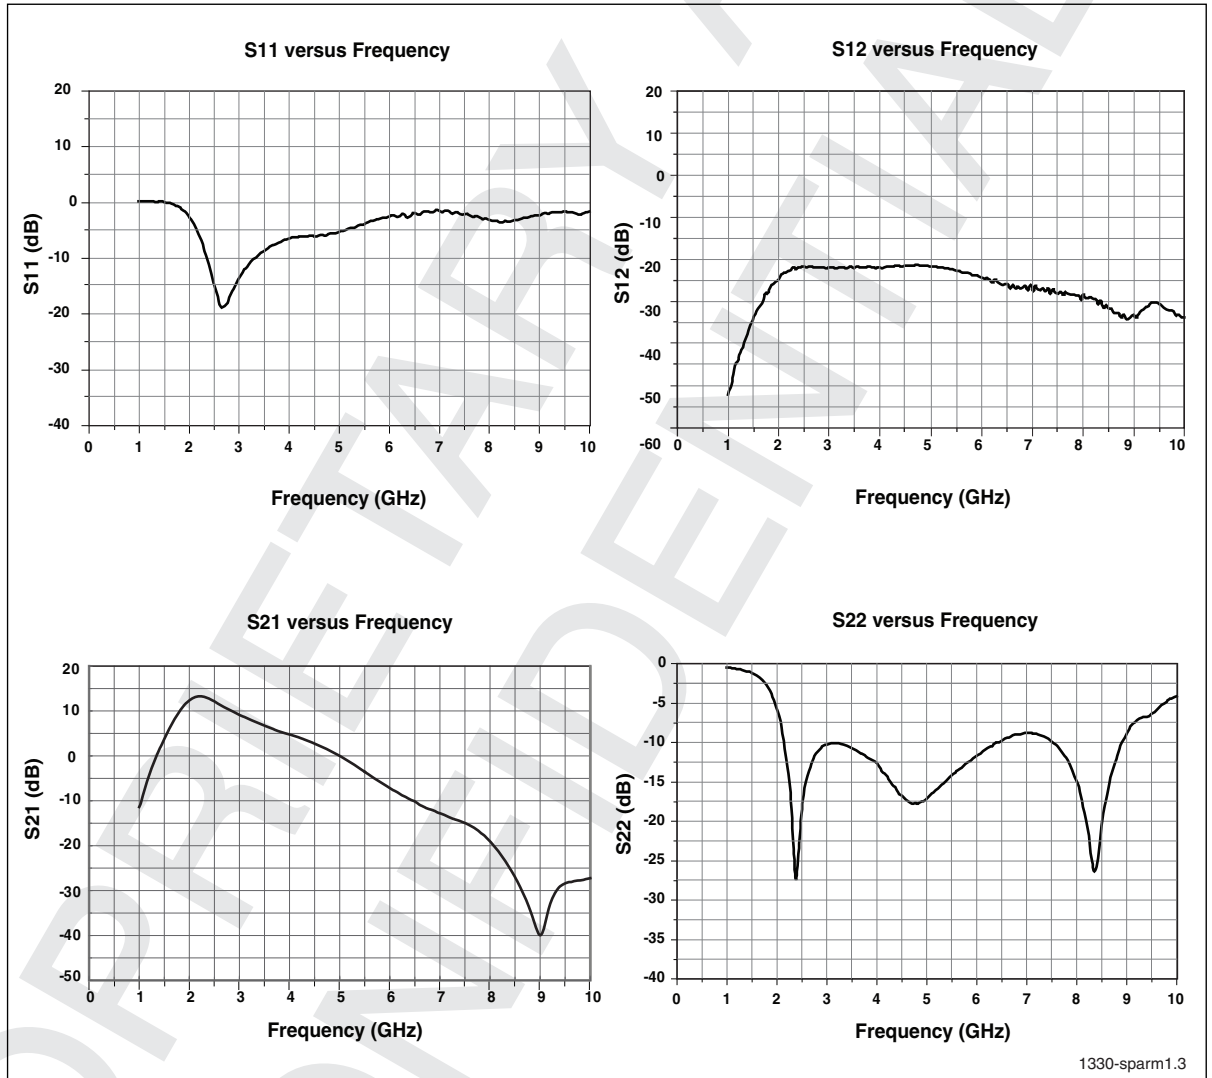 S11 versus Frequency
20
10
0
-10
-20
-30
-40
S11 (dB)
0 1 2 3 4 5 6 7 8 9 10
Frequency (GHz)
S12 versus Frequency
20
10
0
-10
-20
-30
-40
-50
-60
S12 (dB)
0 1 2 3 4 5 6 7 8 9 10
Frequency (GHz)
S21 versus Frequency
20
10
0
-10
-20
-30
-40
-50
S21 (dB)
0 1 2 3 4 5 6 7 8 9 10
Frequency (GHz)
S22 versus Frequency
0
-5
-10
-15
-20
-25
-30
-35
-40
S22 (dB)
0 1 2 3 4 5 6 7 8 9 10
Frequency (GHz)
1330-sparm1.3